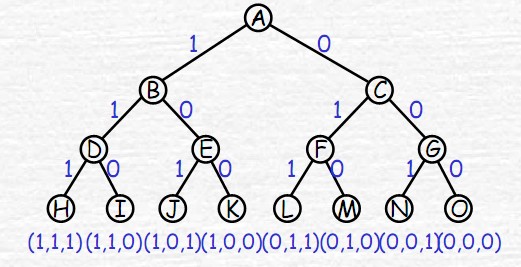 A
1 0
B C
1 0 1 0
D E F G
1 0 1 0 1 0 1 0
H I J K L M N O
(1,1,1) (1,1,0) (1,0,1) (1,0,0) (0,1,1) (0,1,0) (0,0,1) (0,0,0)